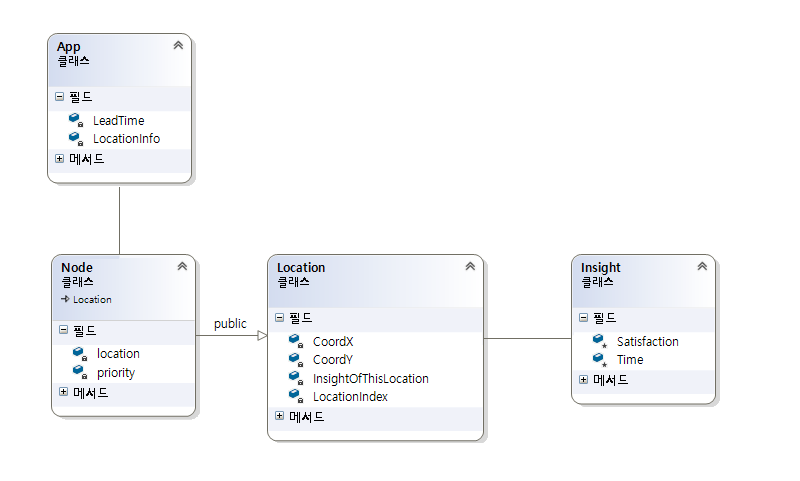 App
클래스
필드
LeadTime
LocationInfo
메서드
Node
클래스
Location
필드
location
priority
메서드
public
Location
클래스
필드
CoordX
CoordY
InsightOfThisLocation
LocationIndex
메서드
Insight
클래스
필드
Satisfaction
Time
메서드